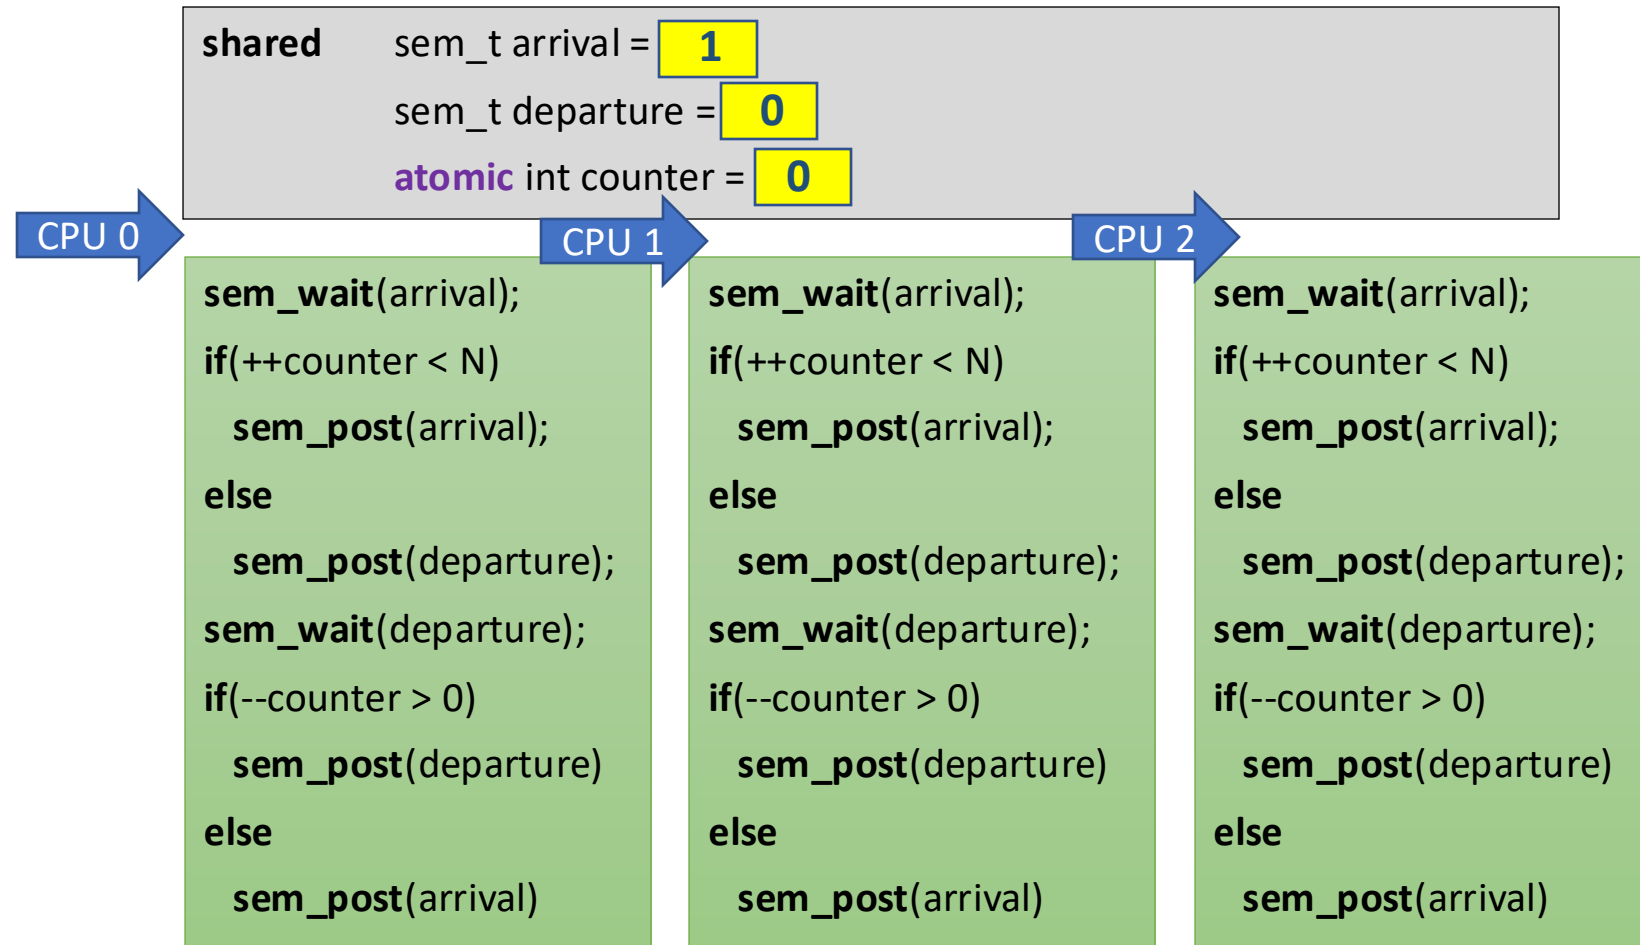 shared sem_t arrival = 1
sem_t departure = 0
atomic int counter = 0
CPU 0
CPU 1
CPU 2
sem_wait(arrival);
if(++counter < N)
sem_post(arrival);
else
sem_post(departure);
sem_wait(departure);
if(--counter > 0)
sem_post(departure)
else
sem_post(arrival)
sem_wait(arrival);
if(++counter < N)
sem_post(arrival);
else
sem_post(departure);
sem_wait(departure);
if(--counter > 0)
sem_post(departure)
else
sem_post(arrival)
sem_wait(arrival);
if(++counter < N)
sem_post(arrival);
else
sem_post(departure);
sem_wait(departure);
if(--counter > 0)
sem_post(departure)
else
sem_post(arrival)